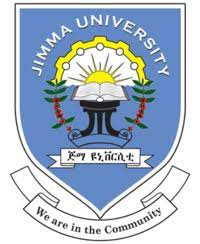 JIMMA UNIVERSITY
ጅማ ዩኒቨርሲቲ
We are in the Community